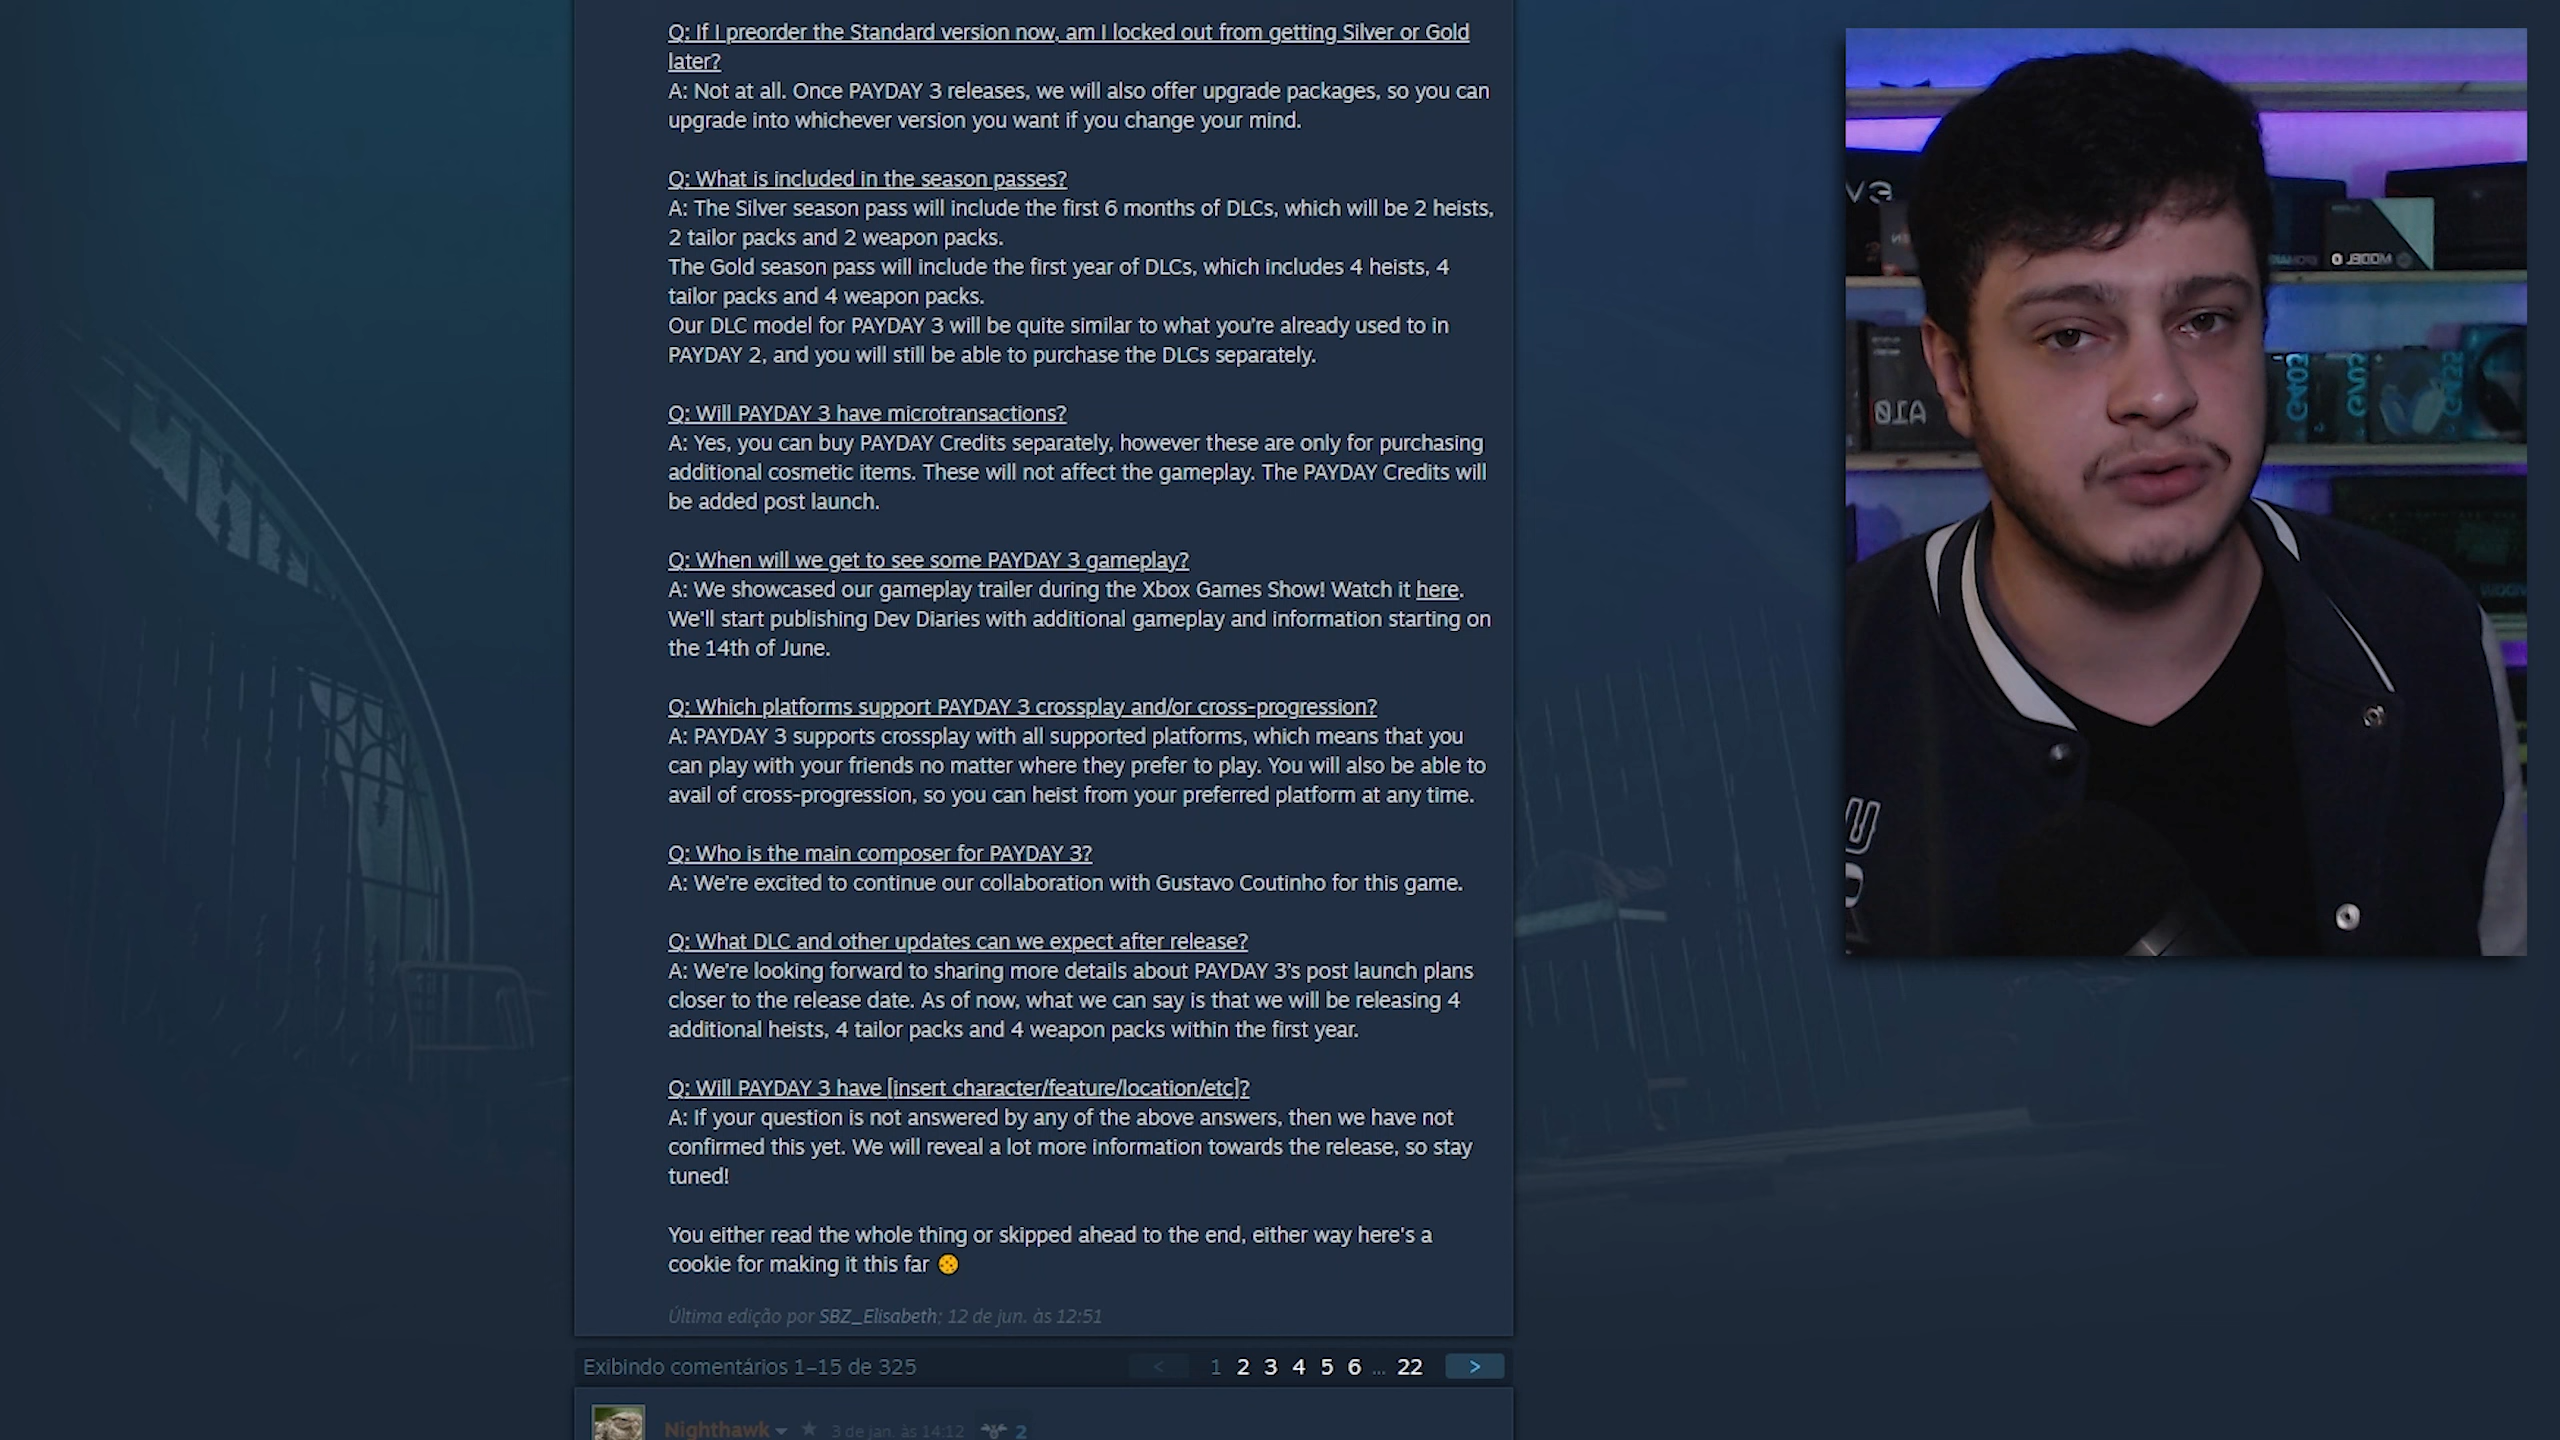 Q: If I preorder the Standard version now, am I locked out from getting Silver or Gold
later?
A: Not at all. Once PAYDAY 3 releases, we will also offer upgrade packages, so you can
upgrade into whichever version you want if you change your mind.
Q: What is included in the season passes?
A: The Silver season pass will include the first 6 months of DLCs, which will be 2 heists,
2 tailor packs and 2 weapon packs.
The Gold season pass will include the first year of DLCs, which includes 4 heists, 4
tailor packs and 4 weapon packs.
Our DLC model for PAYDAY 3 will be quite similar to what you're already used to in
PAYDAY 2, and you will still be able to purchase the DLCs separately.
Q: Will PAYDAY 3 have microtransactions?
A: Yes, you can buy PAYDAY Credits separately, however these are only for purchasing
additional cosmetic items. These will not affect the gameplay. The PAYDAY Credits will
be added post launch.
Q: When will we get to see some PAYDAY 3 gameplay?
A: We showcased our gameplay trailer during the Xbox Games Show! Watch it here.
We'll start publishing Dev Diaries with additional gameplay and information starting on
the 14th of June.
Q: Which platforms support PAYDAY 3 crossplay and/or cross-progression?
A: PAYDAY 3 supports crossplay with all supported platforms, which means that you
can play with your friends no matter where they prefer to play. You will also be able to
avail of cross-progression, so you can heist from your preferred platform at any time.
Q: Who is the main composer for PAYDAY 3?
A: We're excited to continue our collaboration with Gustavo Coutinho for this game.
Q: What DLC and other updates can we expect after release?
A: We're looking forward to sharing more details about PAYDAY 3's post launch plans
closer to the release date. As of now, what we can say is that we will be releasing 4
additional heists, 4 tailor packs and 4 weapon packs within the first year.
Q: Will PAYDAY 3 have [insert character/feature/location/etc]?
A: If your question is not answered by any of the above answers, then we have not
confirmed this yet. We will reveal a lot more information towards the release, so stay
tuned!
You either read the whole thing or skipped ahead to the end, either way here's a
cookie for making it this far
Última edição por SBZ_Elisabeth; 12 de jun. às 12:51
Exibindo comentários 1–15 de 325 < 1 2 3 4 5 6 ... 22 >
Nighthawk 3 de jan. às 14:12 2
MODEL O
A10
G502